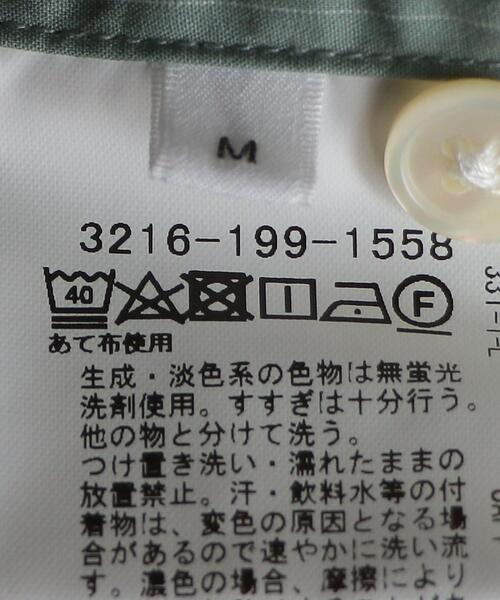 M
3216-199-1558
40
F
あて布使用
生成・淡色系の色物は無蛍光
洗剤使用。すすぎは十分行う。
他の物と分けて洗う。
つけ置き洗い・濡れたままの
放置禁止。汗・飲料水等の付
着物は、変色の原因となる場
合があるので速やかに洗い流
す。濃色の場合、摩擦により